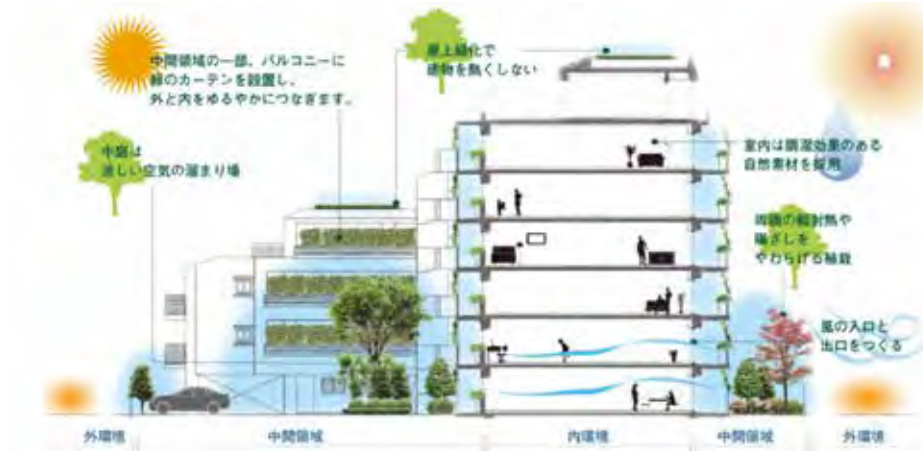 中間領域の一部、バルコニーに
緑のカーテンを設置し、
外と内をゆるやかにつなぎます。
屋上緑化で
建物を熱くしない
中庭は
涼しい空気の溜まり場
室内は調湿効果のある
自然素材を採用
周囲の輻射熱や
陽ざしを
やわらげる植栽
風の入口と
出口をつくる
外環境
中間領域
内環境
中間領域
外環境